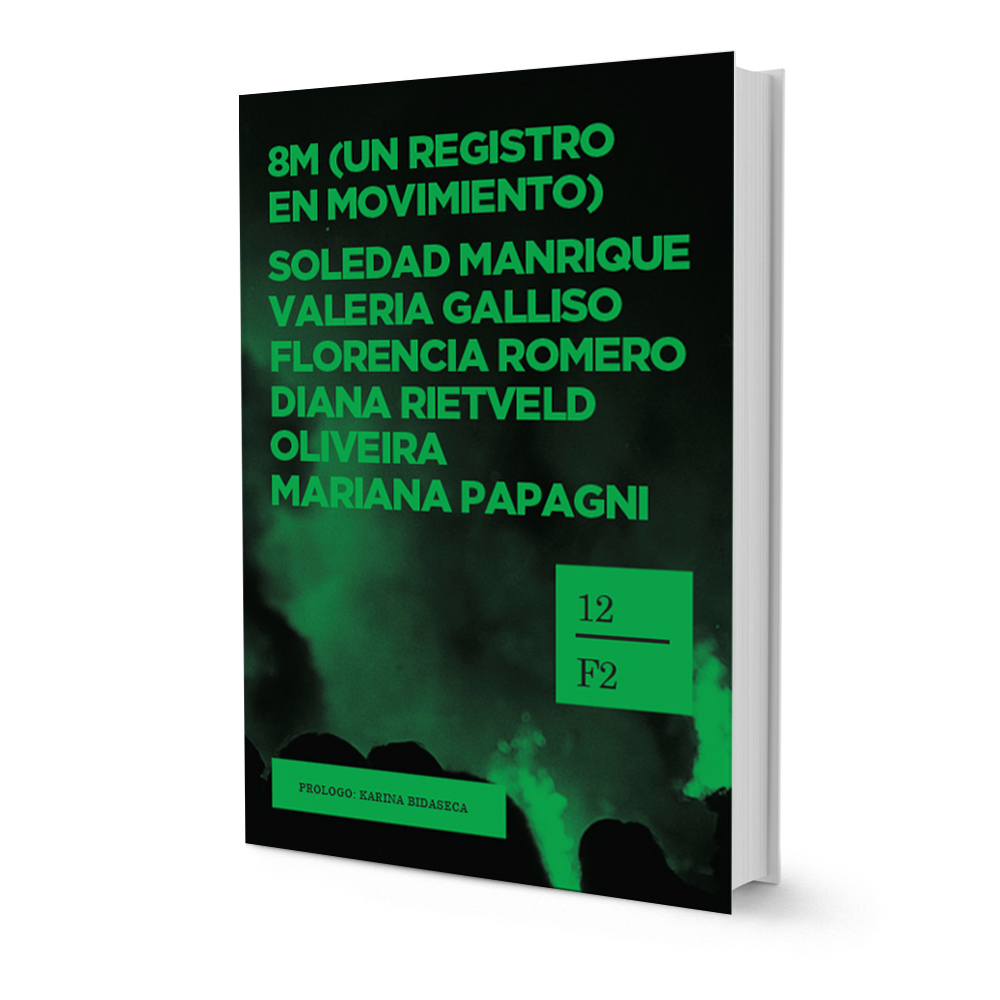 8M (UN REGISTRO
EN MOVIMIENTO)
SOLEDAD MANRIQUE
VALERIA GALLISO
FLORENCIA ROMERO
DIANA RIETVELD
OLIVEIRA
MARIANA PAPAGNI
12
F2
PROLOGO: KARINA BIDASECA